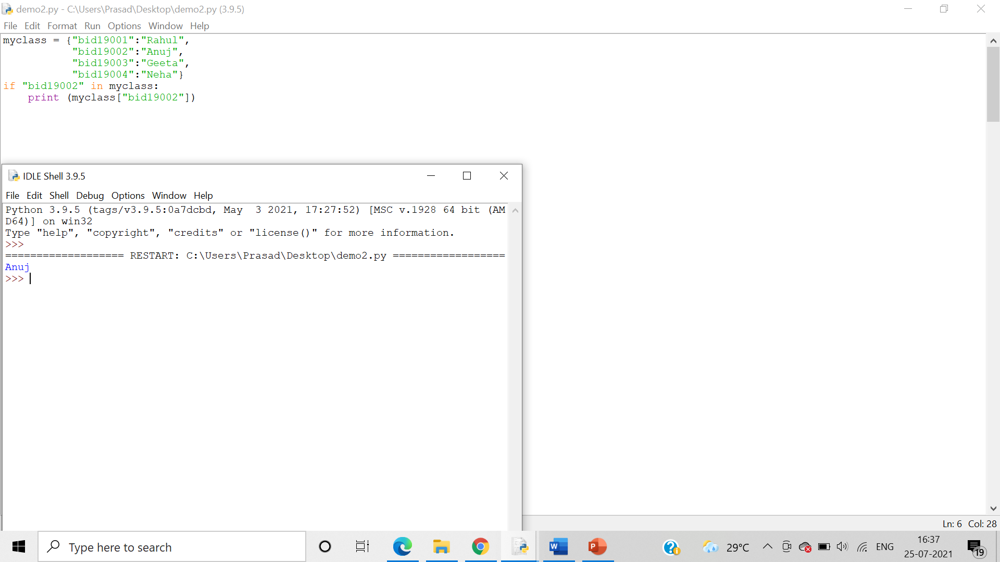 demo2.py - C:\Users\Prasad\Desktop\demo2.py (3.9.5)
File Edit Format Run Options Window Help
myclass = {"bid19001":"Rahul",
           "bid19002":"Anuj",
           "bid19003":"Geeta",
           "bid19004":"Neha"}
if "bid19002" in myclass:
    print (myclass["bid19002"])
IDLE Shell 3.9.5
File Edit Shell Debug Options Window Help
Python 3.9.5 (tags/v3.9.5:0a7dcbd, May  3 2021, 17:27:52) [MSC v.1928 64 bit (AM
D64)] on win32
Type "help", "copyright", "credits" or "license()" for more information.
>>>
=================== RESTART: C:\Users\Prasad\Desktop\demo2.py ==================
Anuj
>>>
Ln: 6 Col: 28
Type here to search
W
P
29°C
ENG
16:37
25-07-2021
19